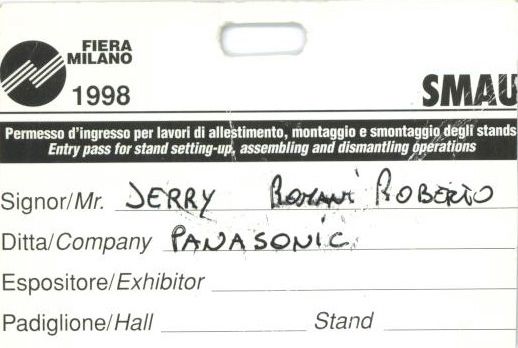 FIERA
MILANO
1998
SMAU
Permesso d'ingresso per lavori di allestimento, montaggio e smontaggio degli stands
Entry pass for stand setting-up, assembling and dismantling operations
Signor/Mr. JERRY ROMANI ROBERTO
Ditta/Company PANASONIC
Espositore/Exhibitor
Padiglione/Hall Stand